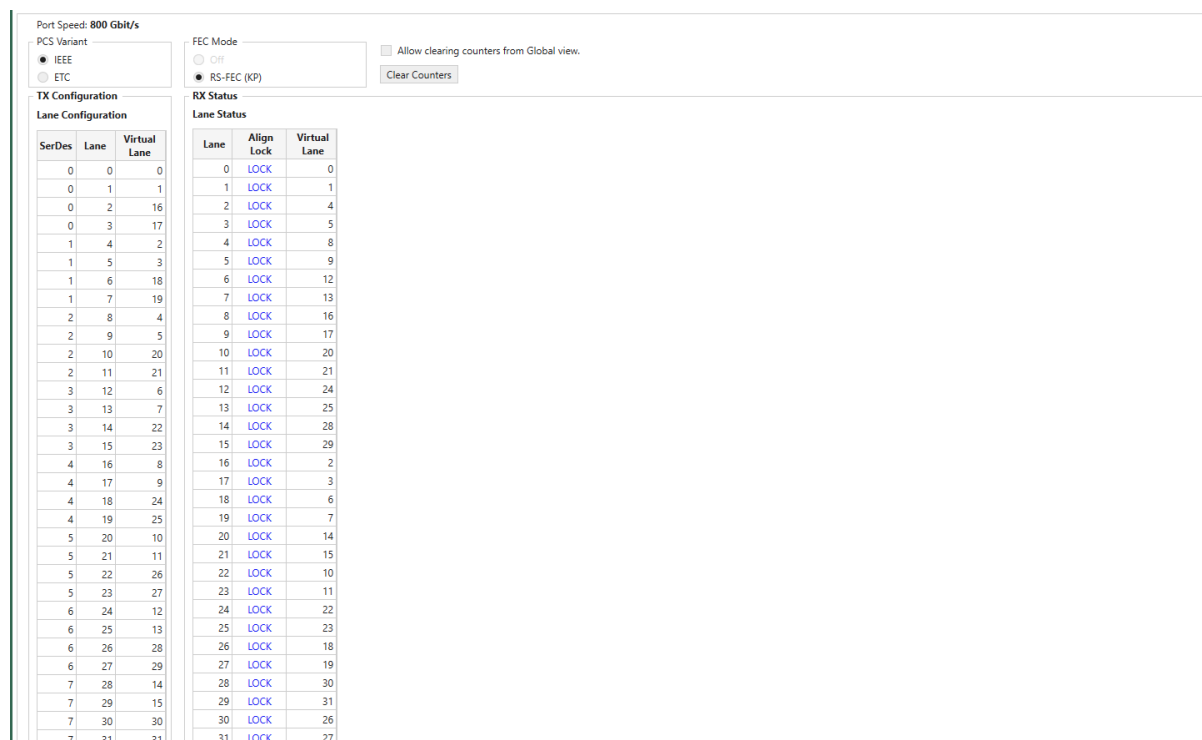 Port Speed: 800 Gbit/s
PCS Variant
IEEE
ETC
FEC Mode
Off
RS-FEC (KP)
Allow clearing counters from Global view.
Clear Counters
TX Configuration
Lane Configuration
SerDes Lane Virtual Lane
0 0 0
0 1 1
0 2 16
0 3 17
1 4 2
1 5 3
1 6 18
1 7 19
2 8 4
2 9 5
2 10 20
2 11 21
3 12 6
3 13 7
3 14 22
3 15 23
4 16 8
4 17 9
4 18 24
4 19 25
5 20 10
5 21 11
5 22 26
5 23 27
6 24 12
6 25 13
6 26 28
6 27 29
7 28 14
7 29 15
7 30 30
7 31 31
RX Status
Lane Status
Lane Align Lock Virtual Lane
0 LOCK 0
1 LOCK 1
2 LOCK 4
3 LOCK 5
4 LOCK 8
5 LOCK 9
6 LOCK 12
7 LOCK 13
8 LOCK 16
9 LOCK 17
10 LOCK 20
11 LOCK 21
12 LOCK 24
13 LOCK 25
14 LOCK 28
15 LOCK 29
16 LOCK 2
17 LOCK 3
18 LOCK 6
19 LOCK 7
20 LOCK 14
21 LOCK 15
22 LOCK 10
23 LOCK 11
24 LOCK 22
25 LOCK 23
26 LOCK 18
27 LOCK 19
28 LOCK 30
29 LOCK 31
30 LOCK 26
31 LOCK 27